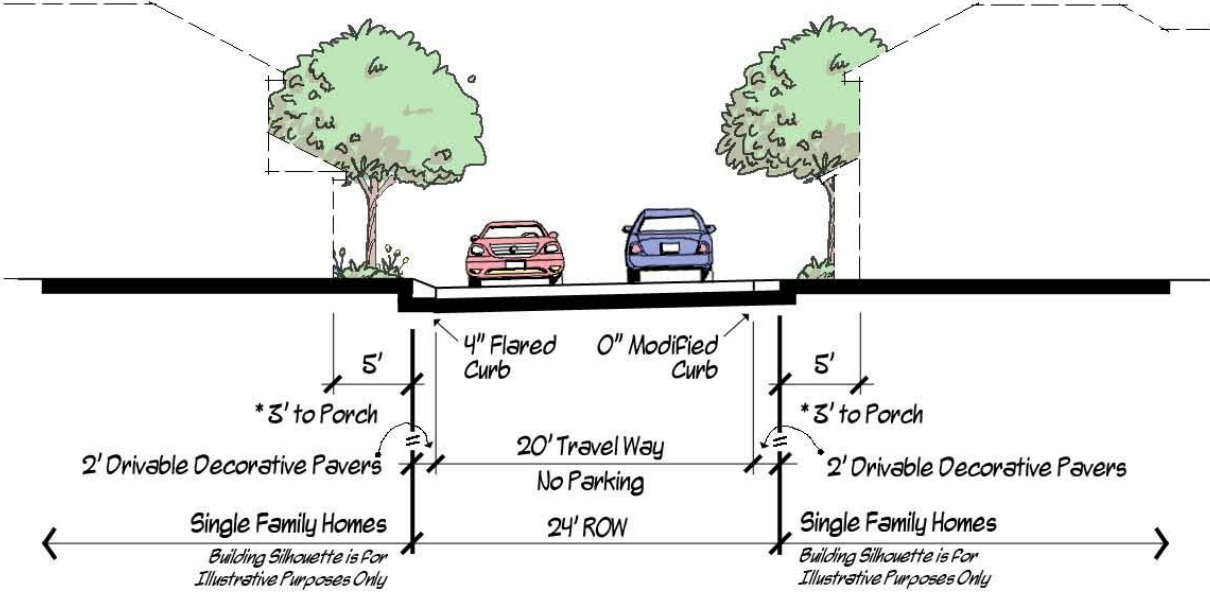 4" Flared
Curb
0" Modified
Curb
5'
5'
* 3' to Porch
* 3' to Porch
20' Travel Way
2' Drivable Decorative Pavers
2' Drivable Decorative Pavers
No Parking
Single Family Homes
24' ROW
Single Family Homes
Building Silhouette is for
Illustrative Purposes Only
Building Silhouette is for
Illustrative Purposes Only